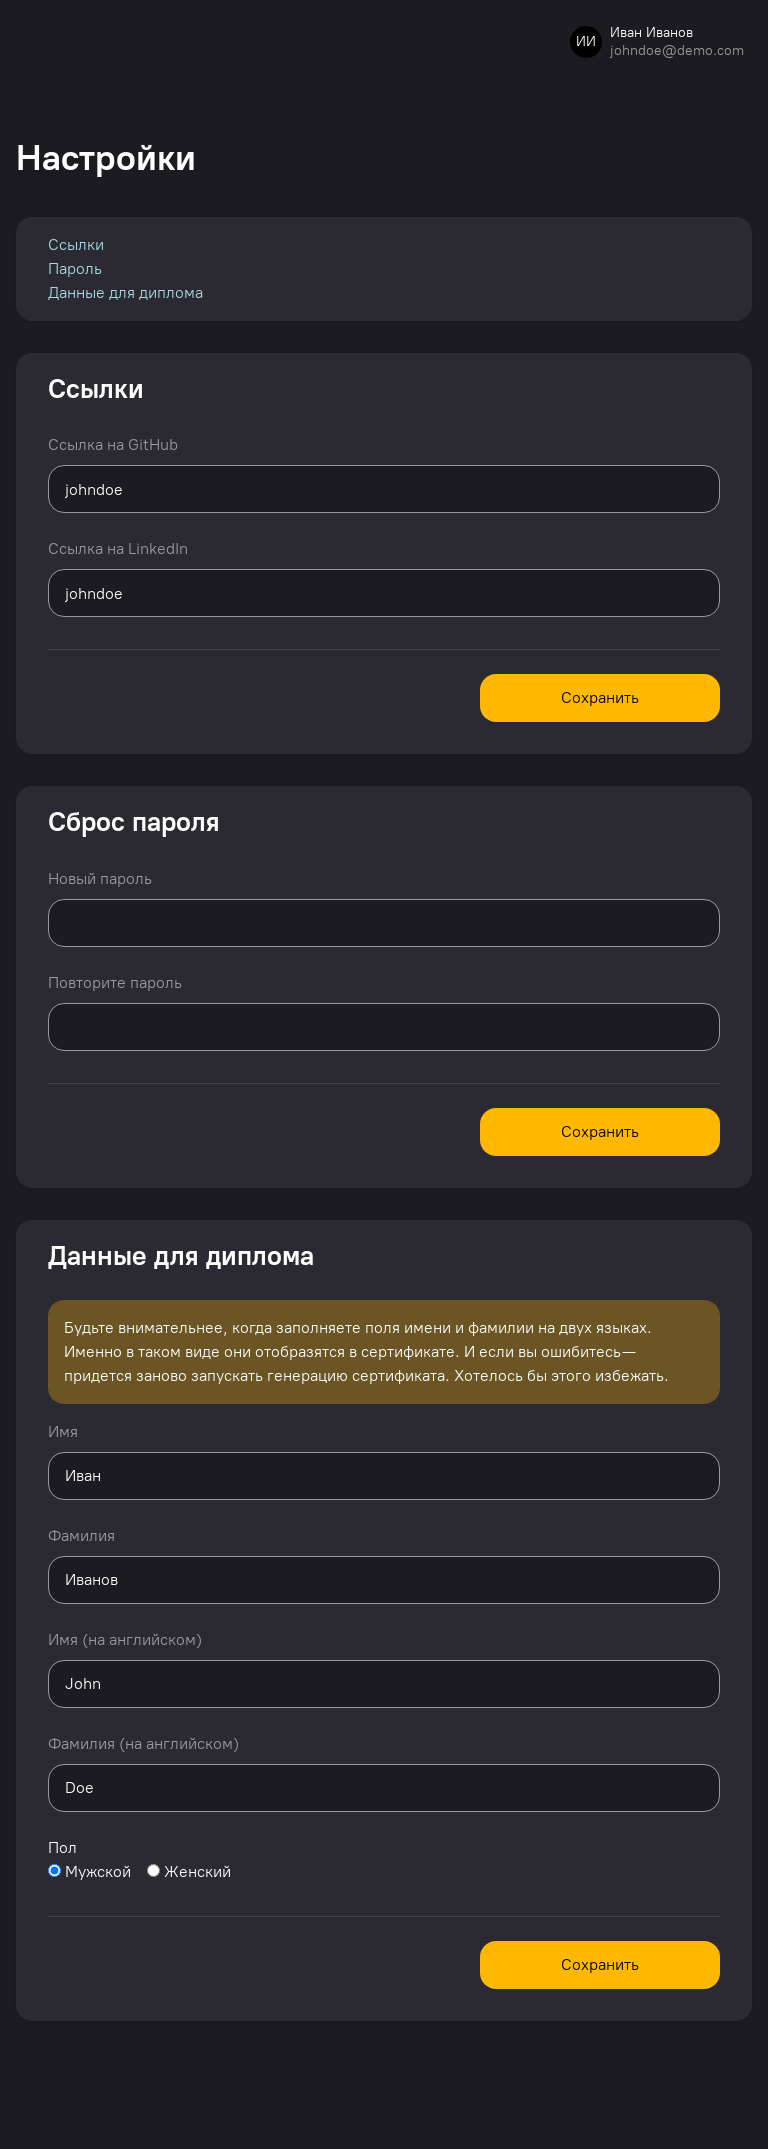 ИИ
Иван Иванов
johndoe@demo.com
Настройки
Ссылки
Пароль
Данные для диплома
Ссылки
Ссылка на GitHub
johndoe
Ссылка на LinkedIn
johndoe
Сохранить
Сброс пароля
Новый пароль
Повторите пароль
Сохранить
Данные для диплома
Будьте внимательнее, когда заполняете поля имени и фамилии на двух языках.
Именно в таком виде они отобразятся в сертификате. И если вы ошибитесь —
придется заново запускать генерацию сертификата. Хотелось бы этого избежать.
Имя
Иван
Фамилия
Иванов
Имя (на английском)
John
Фамилия (на английском)
Doe
Пол
Мужской Женский
Сохранить